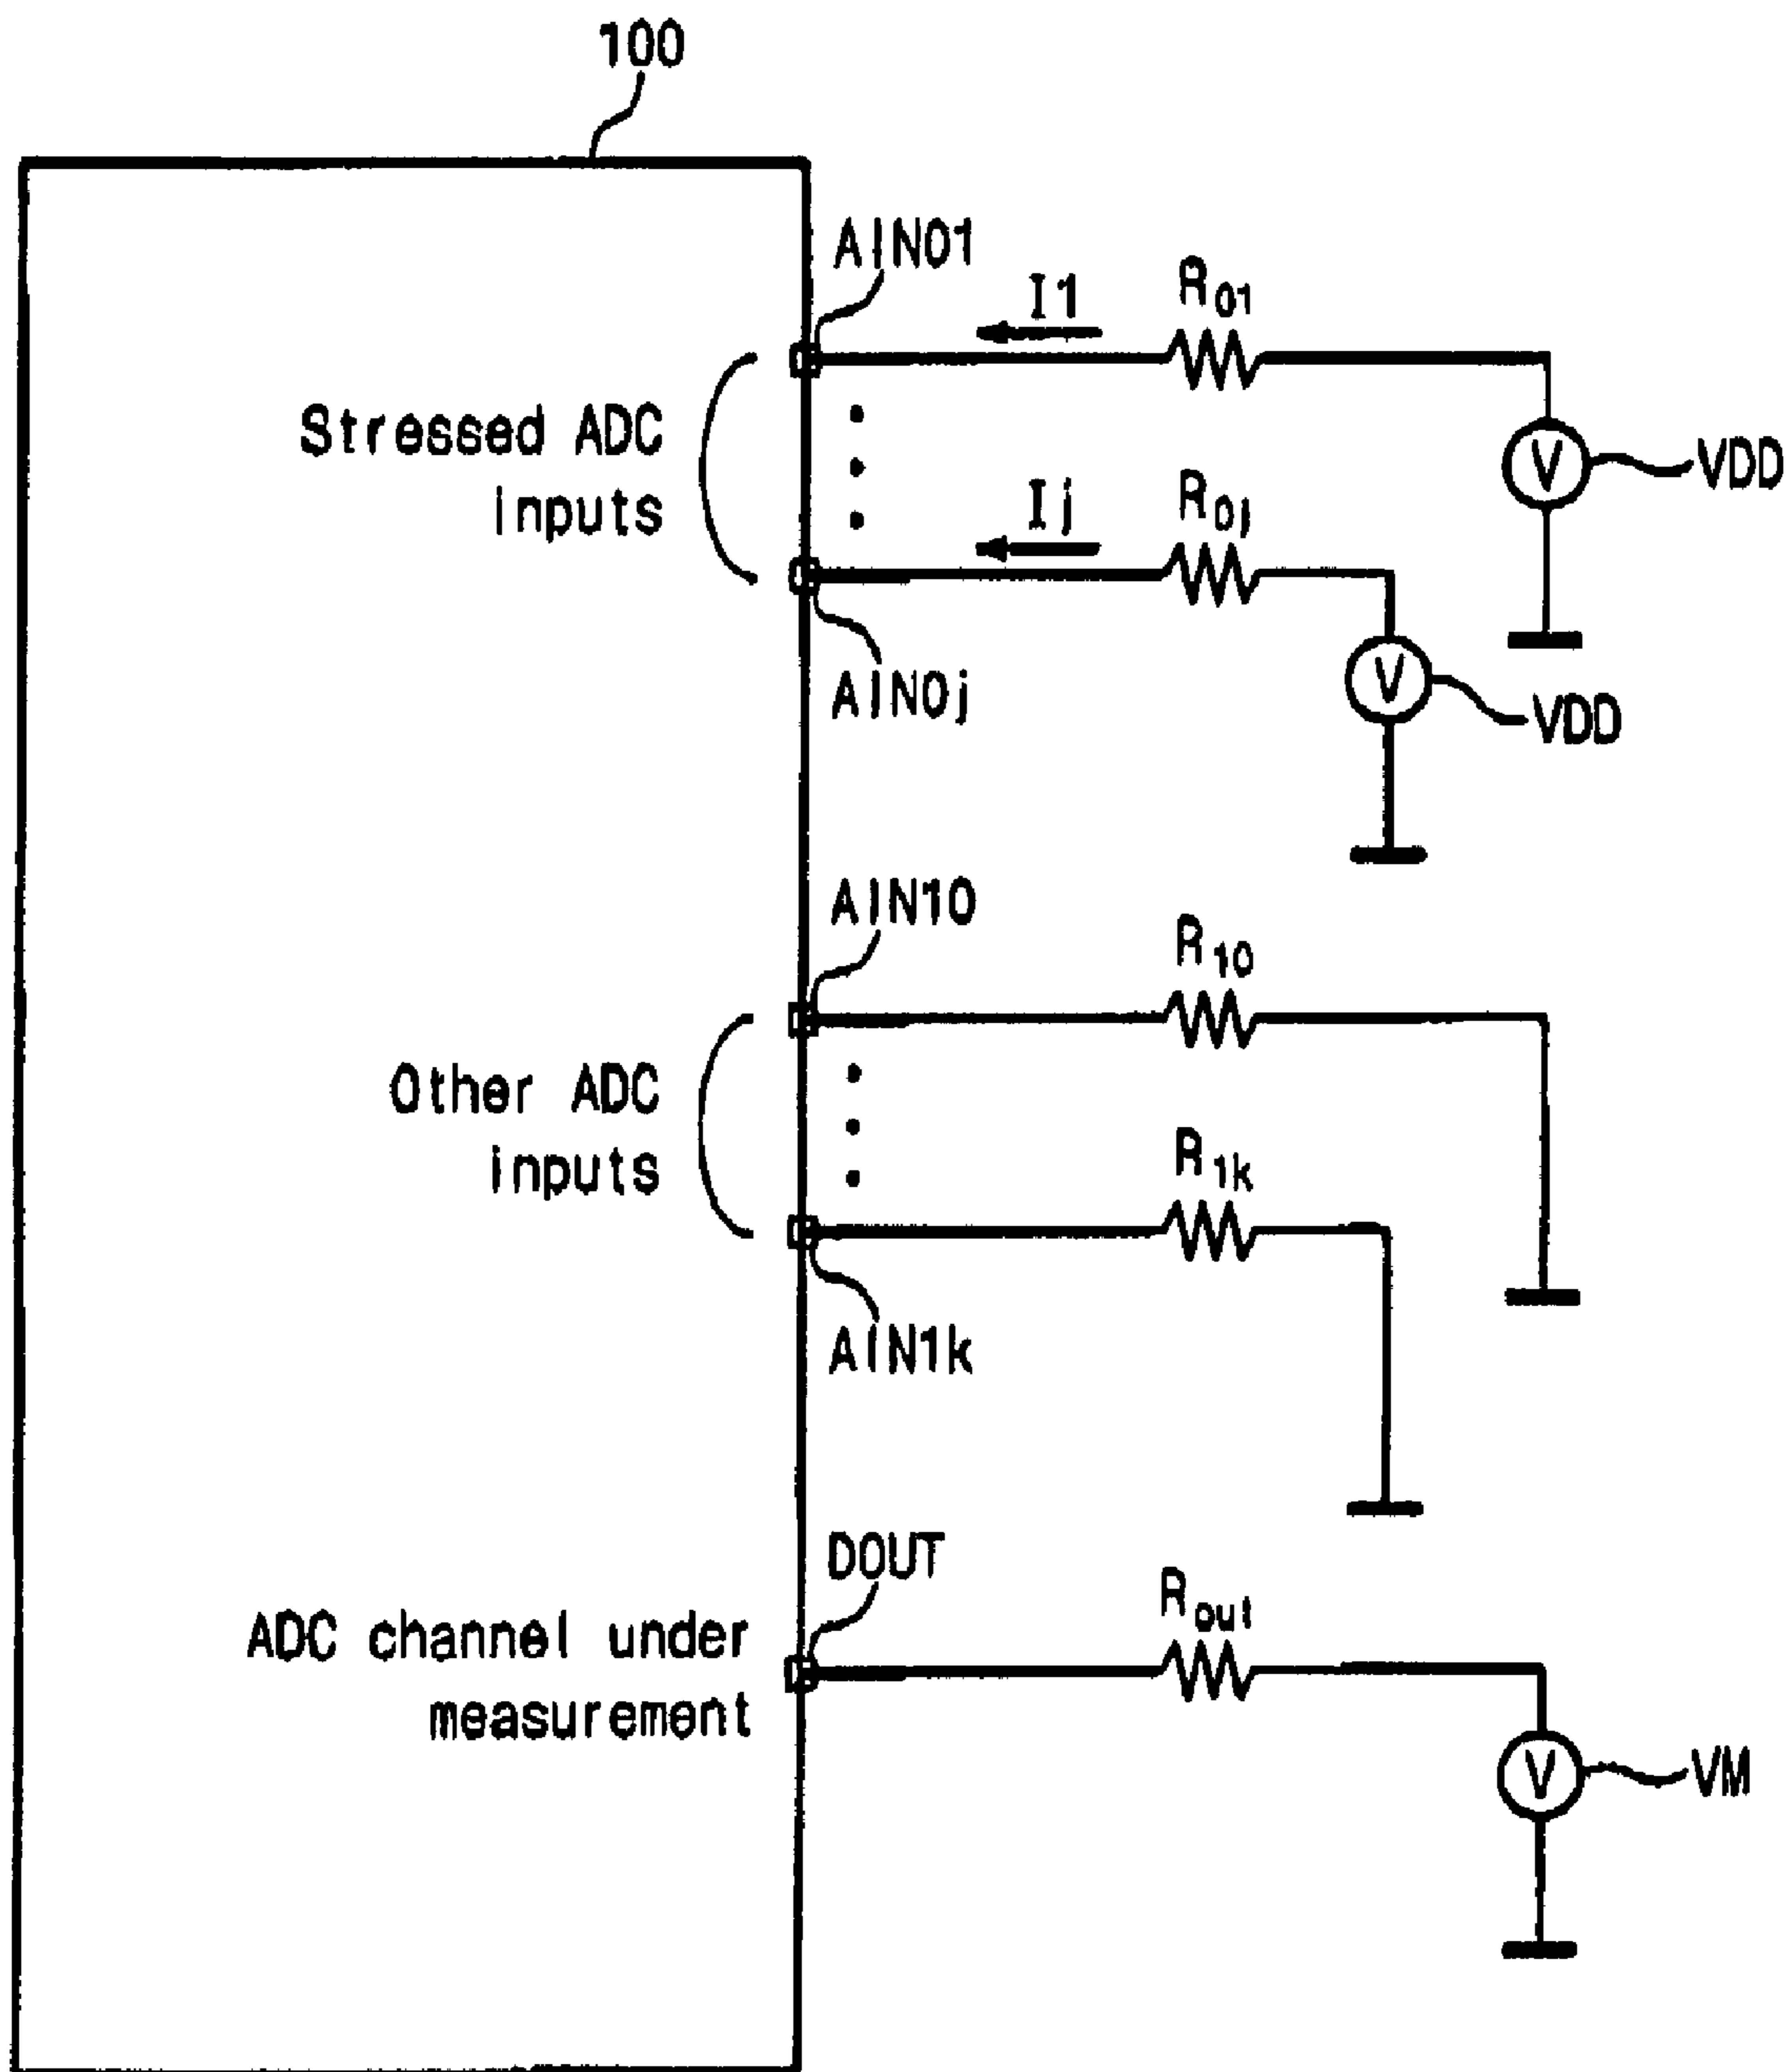 100
AIN01
I1
R01
V
VDD
Stressed ADC
inputs
Ij
R0j
V
VDD
AIN0j
AIN10
R10
Other ADC
inputs
R1k
AIN1k
DOUT
Rout
ADC channel under
measurement
V
VM